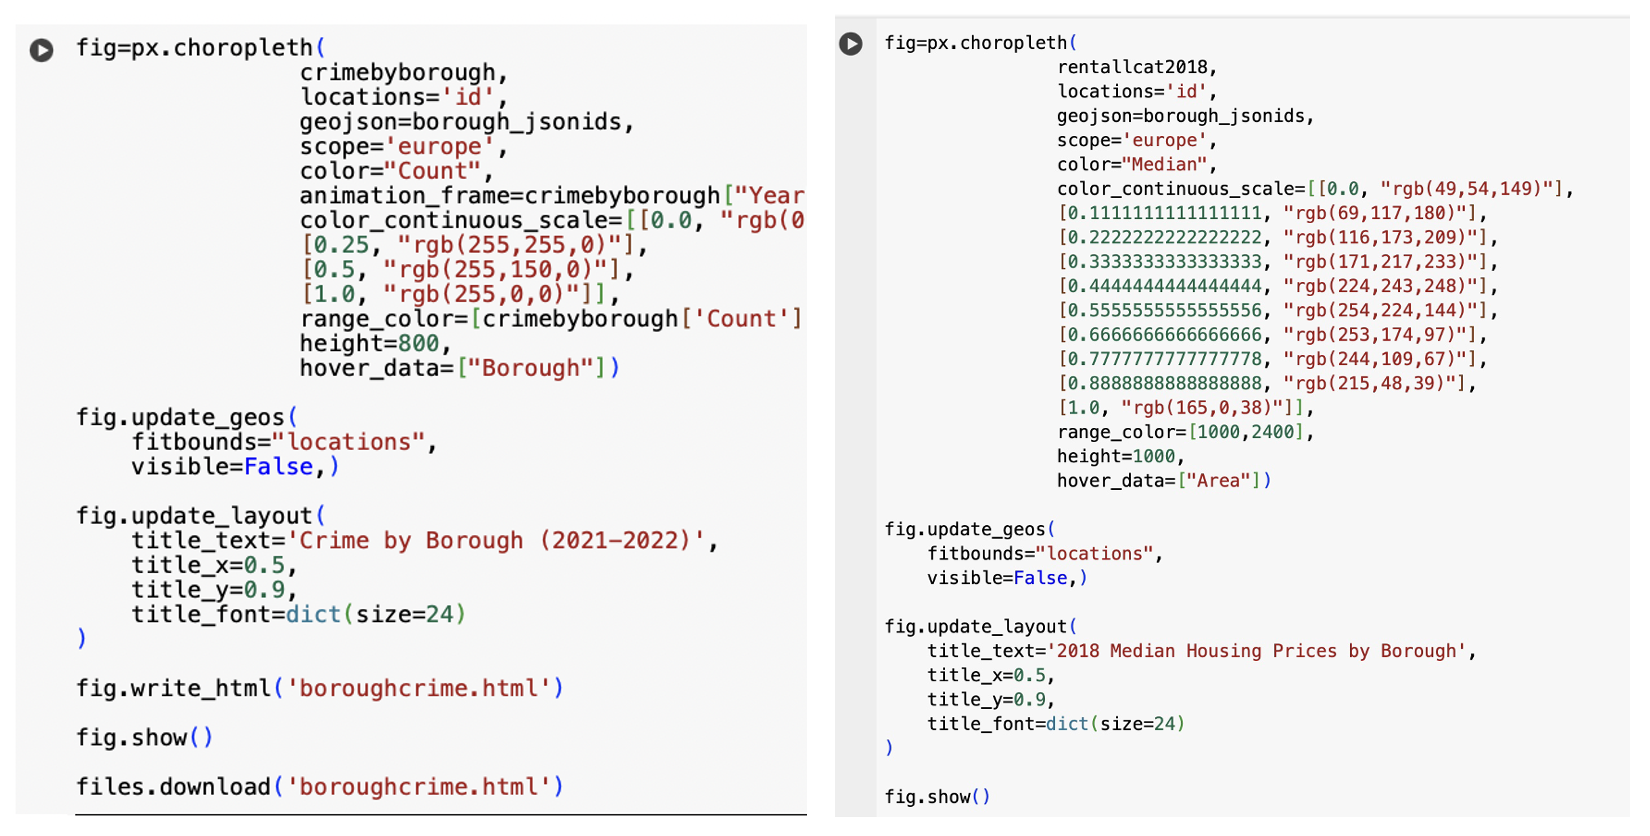 fig=px.choropleth(
crimebyborough,
locations='id',
geojson=borough_jsonids,
scope='europe',
color="Count",
animation_frame=crimebyborough["Year
color_continuous_scale=[[0.0, "rgb(0
[0.25, "rgb(255,255,0)"],
[0.5, "rgb(255,150,0)"],
[1.0, "rgb(255,0,0)"]],
range_color=[crimebyborough['Count']
height=800,
hover_data=["Borough"])
fig.update_geos(
fitbounds="locations",
visible=False,)
fig.update_layout(
title_text='Crime by Borough (2021-2022)',
title_x=0.5,
title_y=0.9,
title_font=dict(size=24)
)
fig.write_html('boroughcrime.html')
fig.show()
files.download('boroughcrime.html')
fig=px.choropleth(
rentallcat2018,
locations='id',
geojson=borough_jsonids,
scope='europe',
color="Median",
color_continuous_scale=[[0.0, "rgb(49,54,149)"],
[0.1111111111111111, "rgb(69,117,180)"],
[0.2222222222222222, "rgb(116,173,209)"],
[0.3333333333333333, "rgb(171,217,233)"],
[0.4444444444444444, "rgb(224,243,248)"],
[0.5555555555555556, "rgb(254,224,144)"],
[0.6666666666666666, "rgb(253,174,97)"],
[0.7777777777777778, "rgb(244,109,67)"],
[0.8888888888888888, "rgb(215,48,39)"],
[1.0, "rgb(165,0,38)"]],
range_color=[1000,2400],
height=1000,
hover_data=["Area"])
fig.update_geos(
fitbounds="locations",
visible=False,)
fig.update_layout(
title_text='2018 Median Housing Prices by Borough',
title_x=0.5,
title_y=0.9,
title_font=dict(size=24)
)
fig.show()